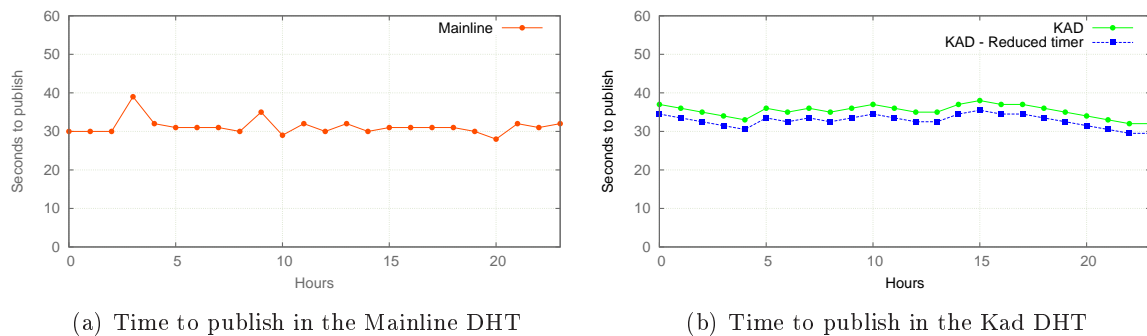 60
50
40
30
20
10
0
Seconds to publish
Mainline
0 5 10 15 20
Hours
(a) Time to publish in the Mainline DHT
60
50
40
30
20
10
0
Seconds to publish
KAD
KAD - Reduced timer
0 5 10 15 20
Hours
(b) Time to publish in the Kad DHT